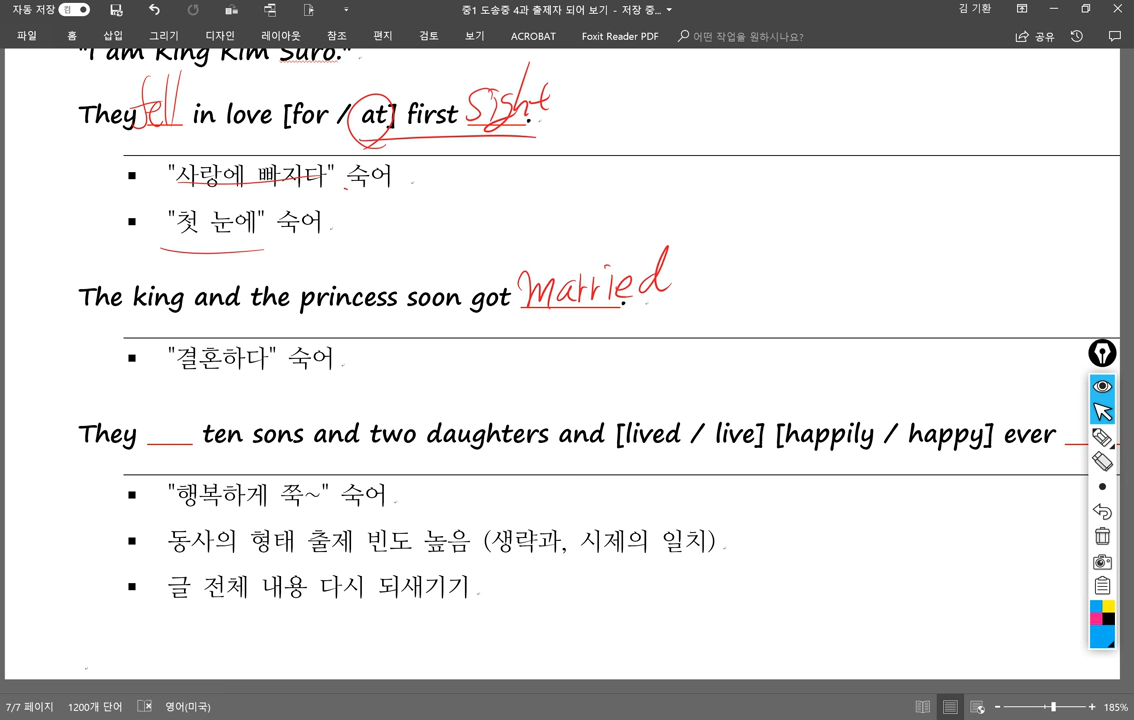 자동 저장 컴 중1 도송중 4과 출제자 되어 보기 - 저장 중... 김 기환
파일 홈 삽입 그리기 디자인 레이아웃 참조 편지 검토 보기 ACROBAT Foxit Reader PDF 어떤 작업을 원하시나요? 공유
"I am King Kim Suro."
They fell in love [for / at] first sight.
"사랑에 빠지다" 숙어
"첫 눈에" 숙어
The king and the princess soon got married.
"결혼하다" 숙어
They ___ ten sons and two daughters and [lived / live] [happily / happy] ever __
"행복하게 쭉~" 숙어
동사의 형태 출제 빈도 높음 (생략과, 시제의 일치)
글 전체 내용 다시 되새기기
7/7 페이지 1200개 단어 영어(미국) 185%